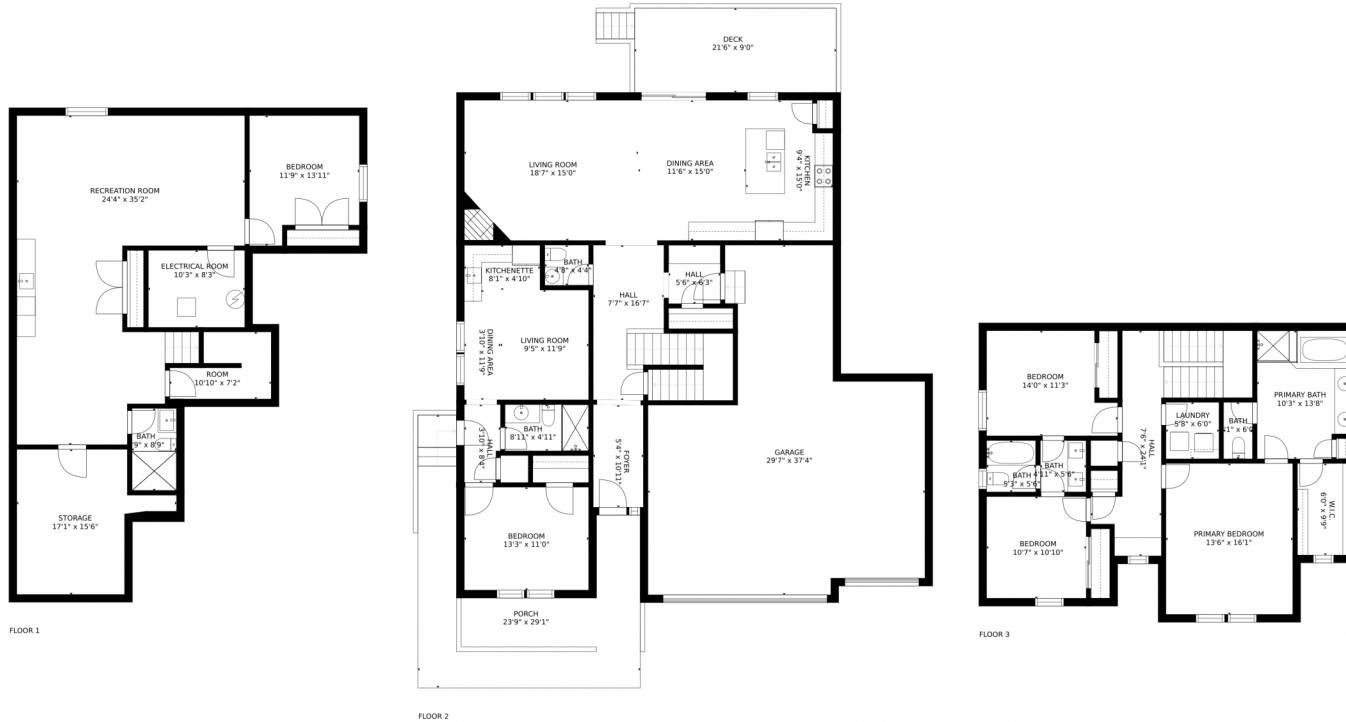 RECREATION ROOM
24'4" x 35'2"
BEDROOM
11'9" x 13'11"
ELECTRICAL ROOM
10'3" x 8'3"
ROOM
10'10" x 7'2"
BATH
9" x 8'9"
STORAGE
17'1" x 15'6"
FLOOR 1
DECK
21'6" x 9'0"
LIVING ROOM
18'7" x 15'0"
DINING AREA
11'6" x 15'0"
KITCHEN
9'4" x 15'0"
KITCHENETTE
8'1" x 4'10"
BATH
4'8" x 4'4"
HALL
5'6" x 6'3"
HALL
7'7" x 16'7"
DINING AREA
3'10" x 11'9"
LIVING ROOM
9'5" x 11'9"
BATH
8'11" x 4'11"
HALL
3'10" x 8'4"
FOYER
5'4" x 10'11"
GARAGE
29'7" x 37'4"
BEDROOM
13'3" x 11'0"
PORCH
23'9" x 29'1"
FLOOR 2
BEDROOM
14'0" x 11'3"
PRIMARY BATH
10'3" x 13'8"
LAUNDRY
5'8" x 6'0"
BATH
HALL
7'6" x 24'1"
BATH
4'11" x 5'6"
BATH
5'3" x 5'6"
W.I.C.
6'0" x 9'9"
PRIMARY BEDROOM
13'6" x 16'1"
BEDROOM
10'7" x 10'10"
FLOOR 3